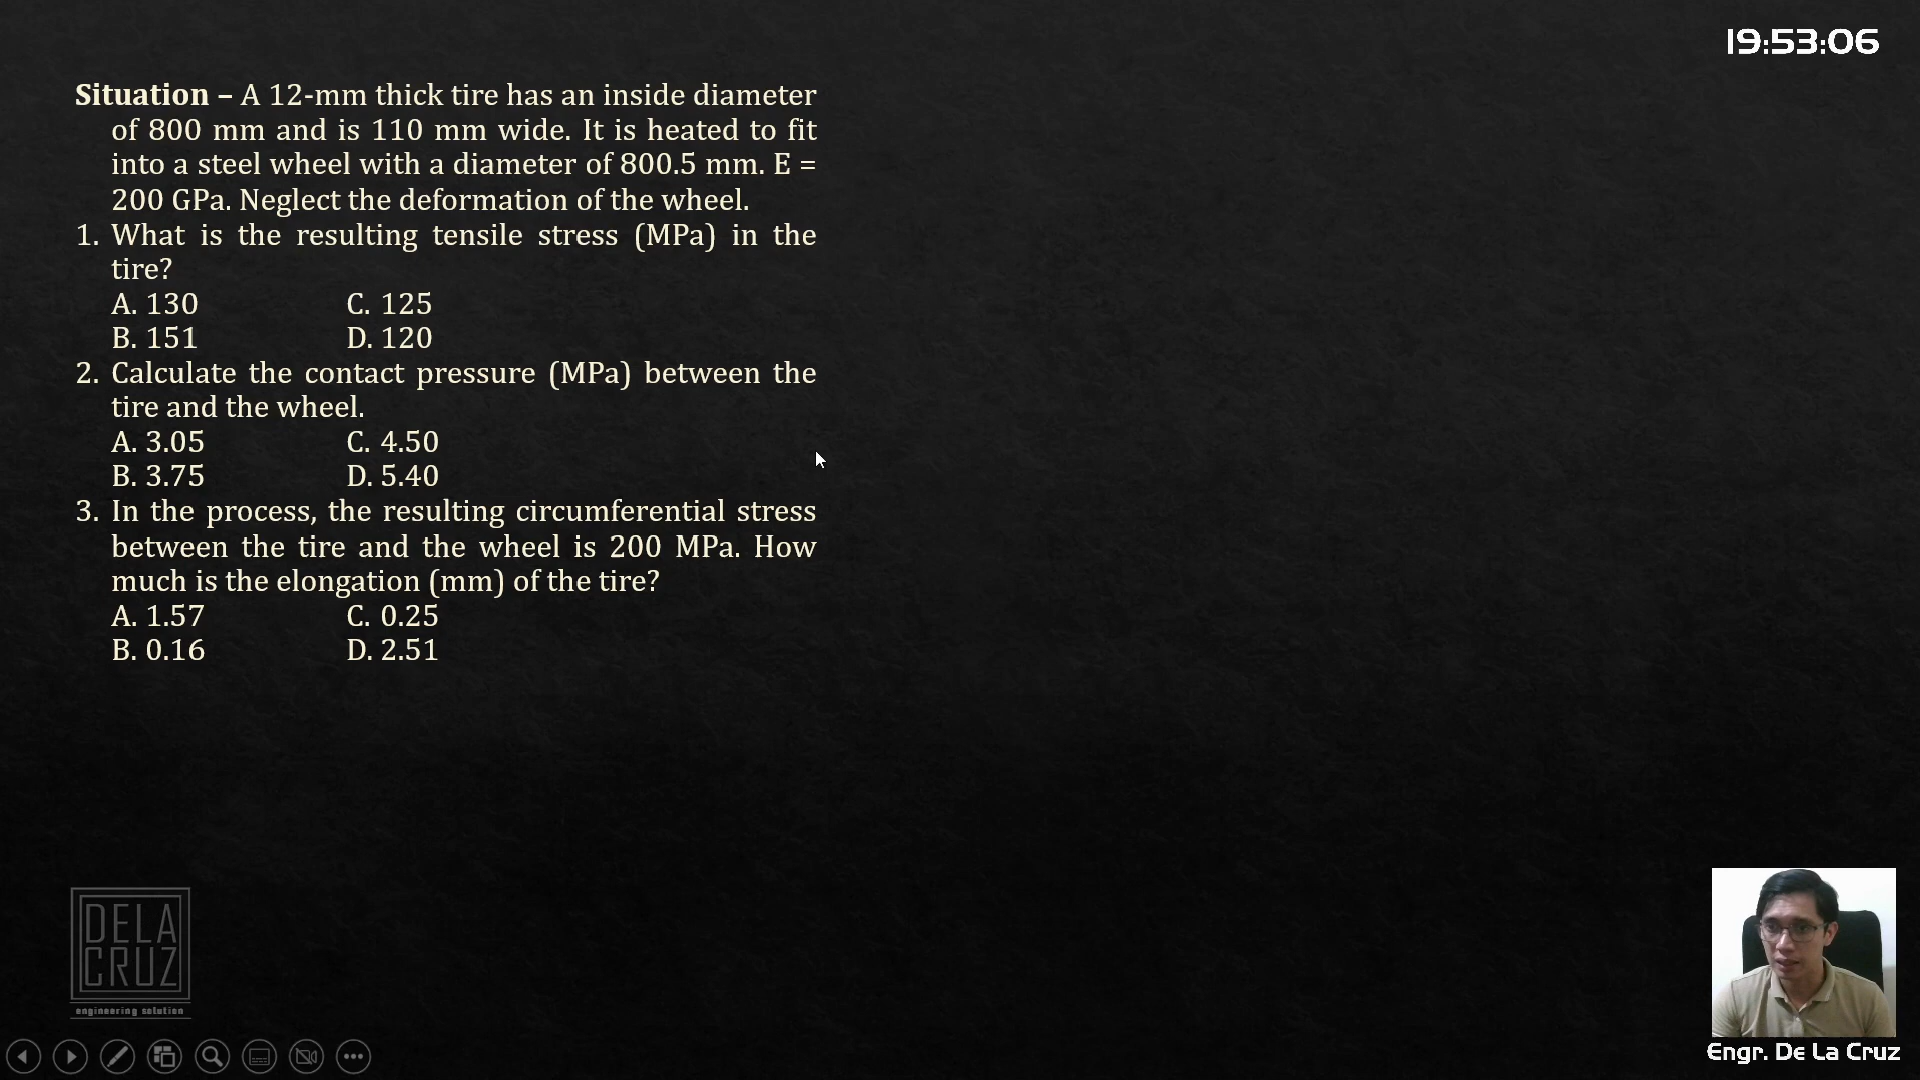 19:53:06
Situation – A 12-mm thick tire has an inside diameter
of 800 mm and is 110 mm wide. It is heated to fit
into a steel wheel with a diameter of 800.5 mm. E =
200 GPa. Neglect the deformation of the wheel.
1. What is the resulting tensile stress (MPa) in the
tire?
A. 130 C. 125
B. 151 D. 120
2. Calculate the contact pressure (MPa) between the
tire and the wheel.
A. 3.05 C. 4.50
B. 3.75 D. 5.40
3. In the process, the resulting circumferential stress
between the tire and the wheel is 200 MPa. How
much is the elongation (mm) of the tire?
A. 1.57 C. 0.25
B. 0.16 D. 2.51
DELA
CRUZ
engineering solution
Engr. De La Cruz